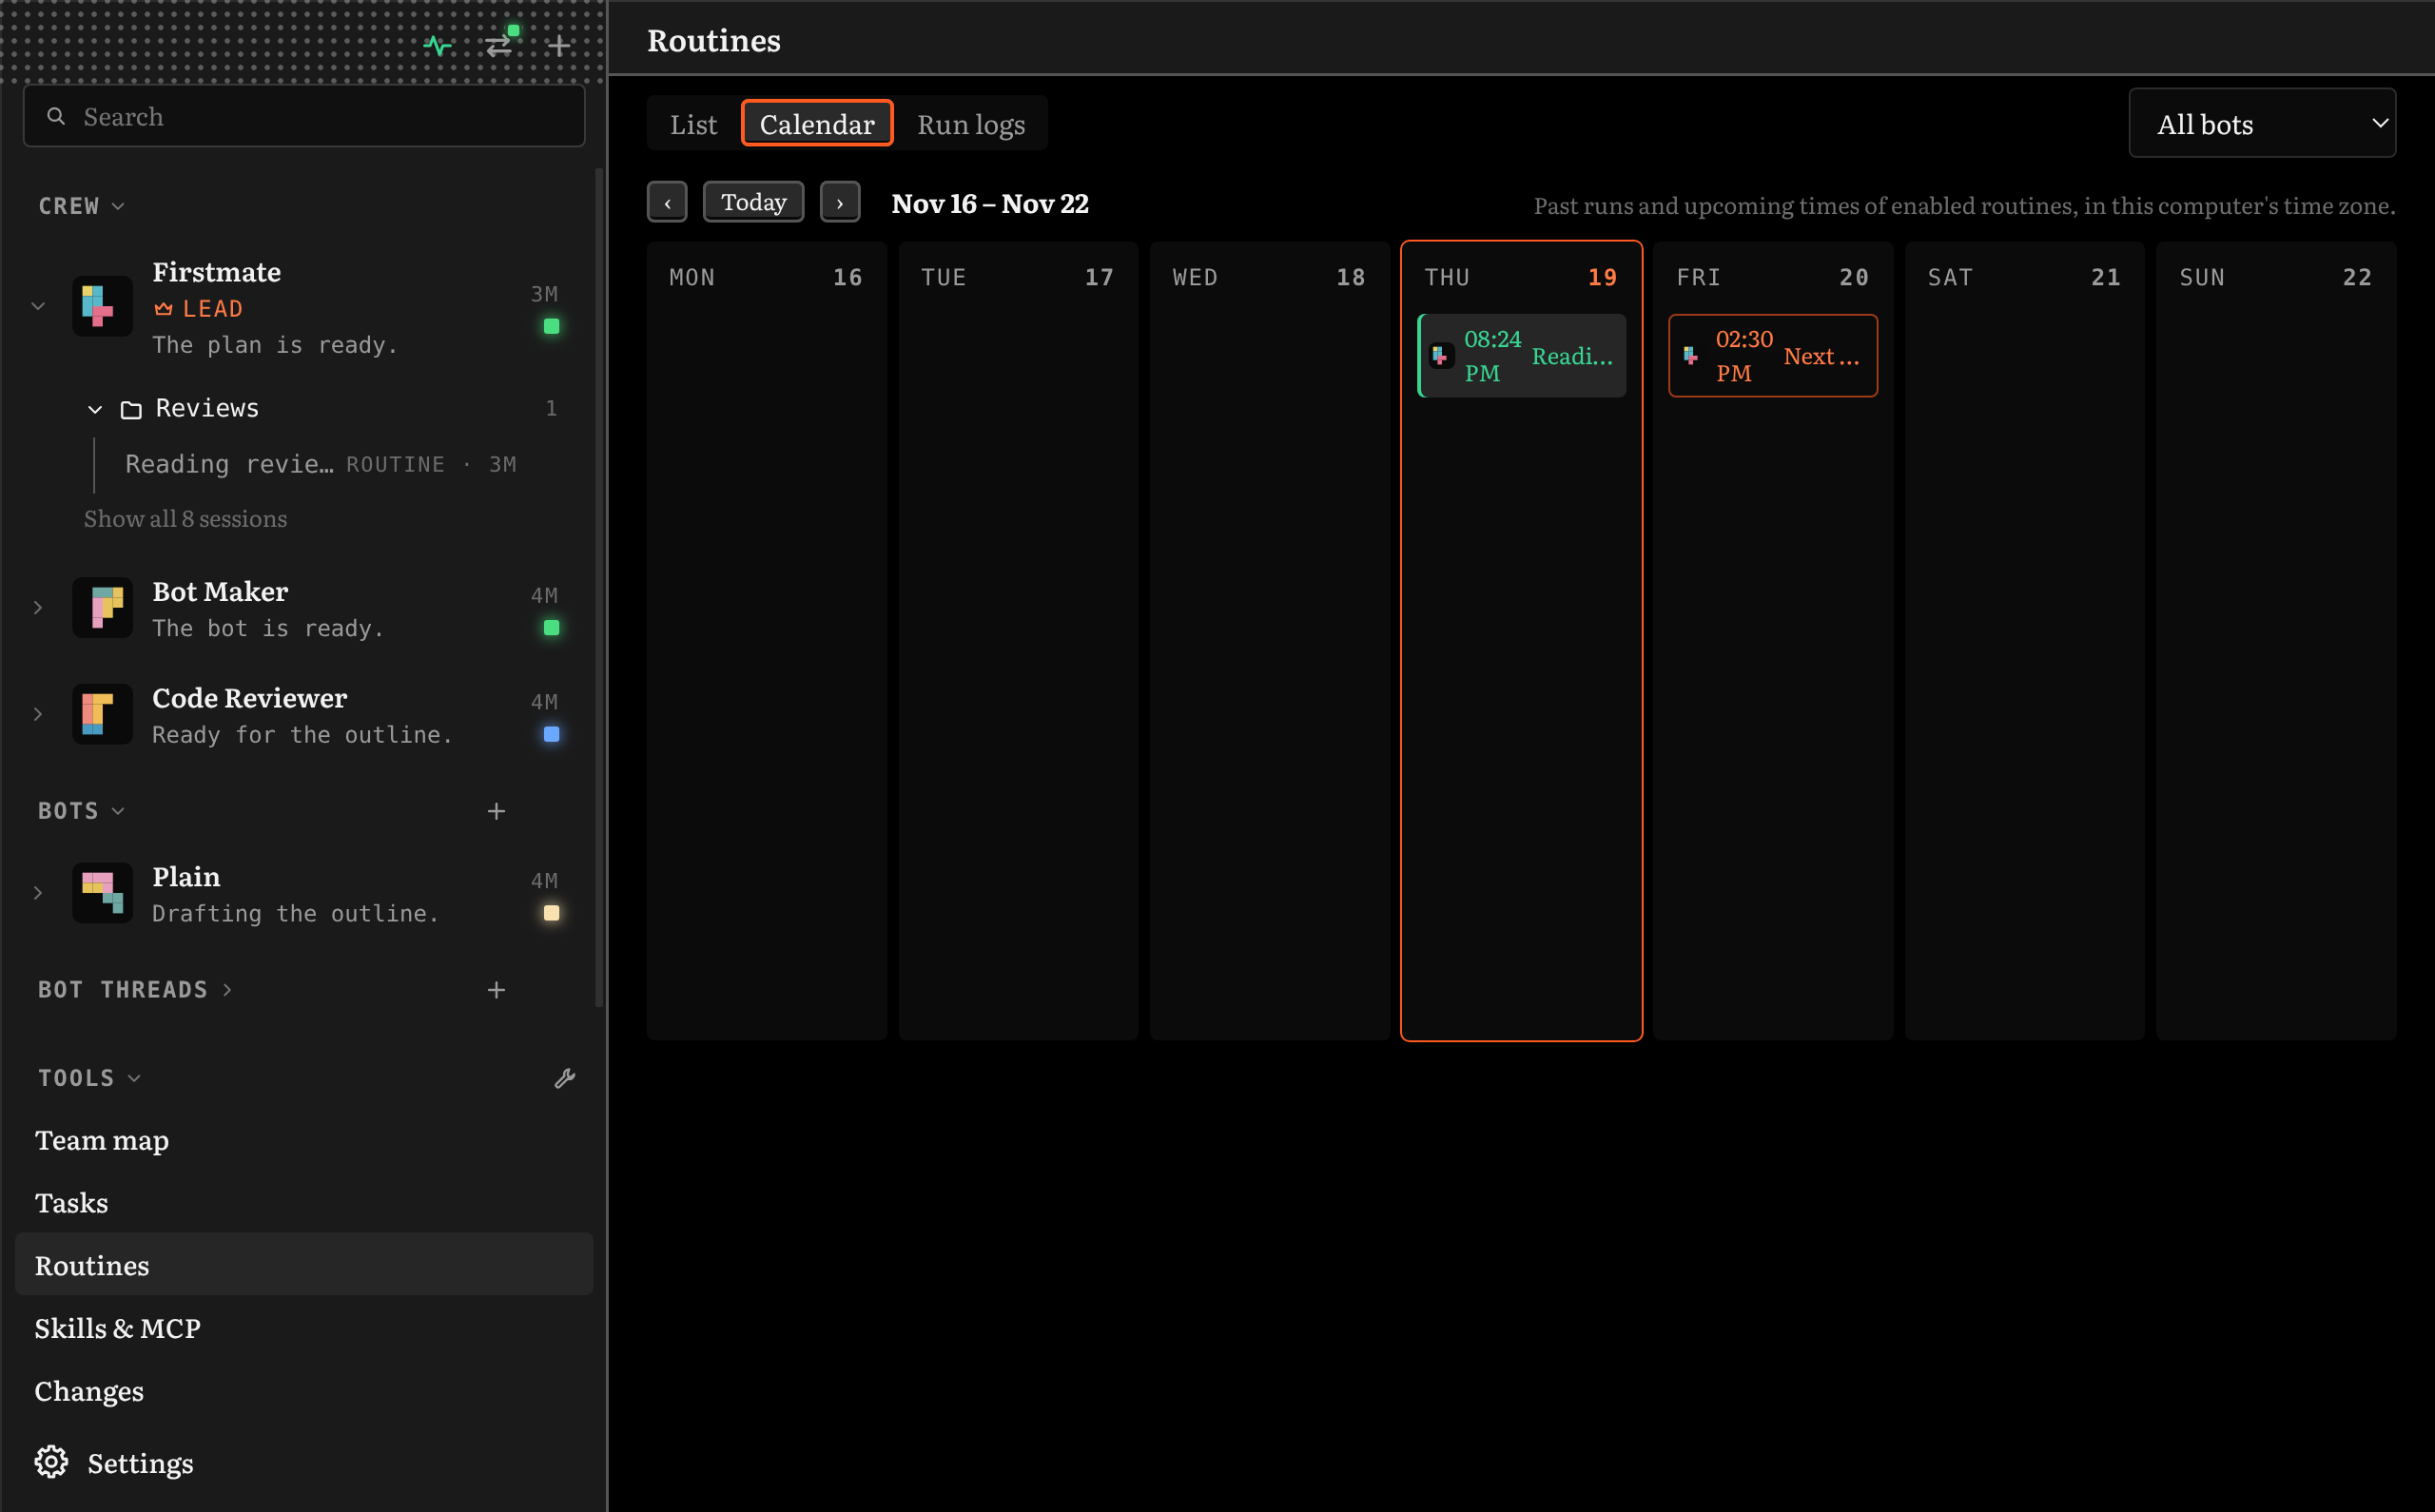 Search
CREW
Firstmate
LEAD
3M
The plan is ready.
Reviews 1
Reading revie… ROUTINE · 3M
Show all 8 sessions
Bot Maker 4M
The bot is ready.
Code Reviewer 4M
Ready for the outline.
BOTS
Plain 4M
Drafting the outline.
BOT THREADS
TOOLS
Team map
Tasks
Routines
Skills & MCP
Changes
Settings
Routines
List Calendar Run logs
All bots
‹ Today › Nov 16 – Nov 22
Past runs and upcoming times of enabled routines, in this computer's time zone.
MON 16
TUE 17
WED 18
THU 19
08:24 PM Readi…
FRI 20
02:30 PM Next …
SAT 21
SUN 22